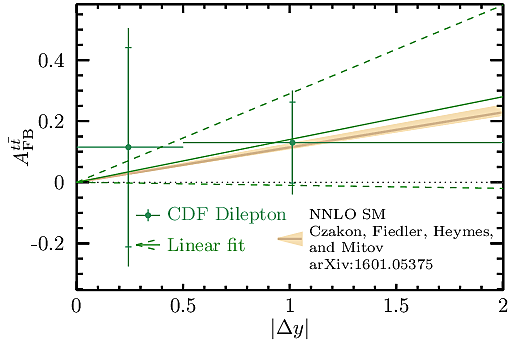 0.4
0.2
0
-0.2
A^{tt̄}_{FB}
CDF Dilepton
Linear fit
NNLO SM
Czakon, Fiedler, Heymes,
and Mitov
arXiv:1601.05375
0 0.5 1 1.5 2
|Δy|